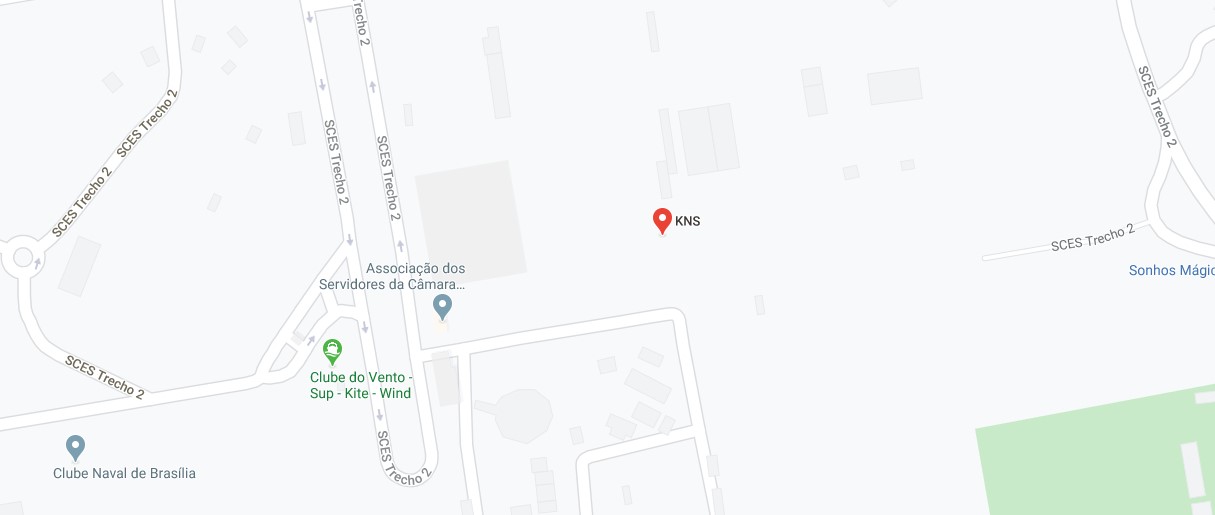 SCES Trecho 2
SCES Trecho 2
SCES Trecho 2
SCES Trecho 2
SCES Trecho 2
SCES Trecho 2
KNS
SCES Trecho 2
Associação dos
Servidores da Câmara...
Sonhos Mágic
SCES Trecho 2
Clube do Vento -
Sup - Kite - Wind
SCES Trecho 2
Clube Naval de Brasília